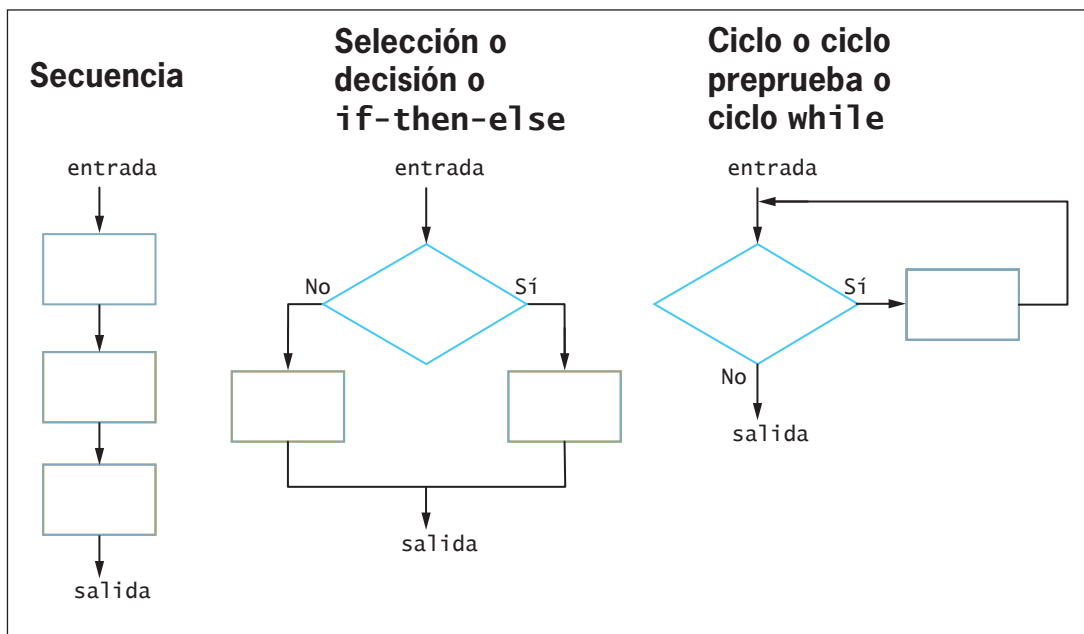 Secuencia
entrada
salida
Selección o
decisión o
if-then-else
entrada
No
Sí
salida
Ciclo o ciclo
preprueba o
ciclo while
entrada
Sí
No
salida